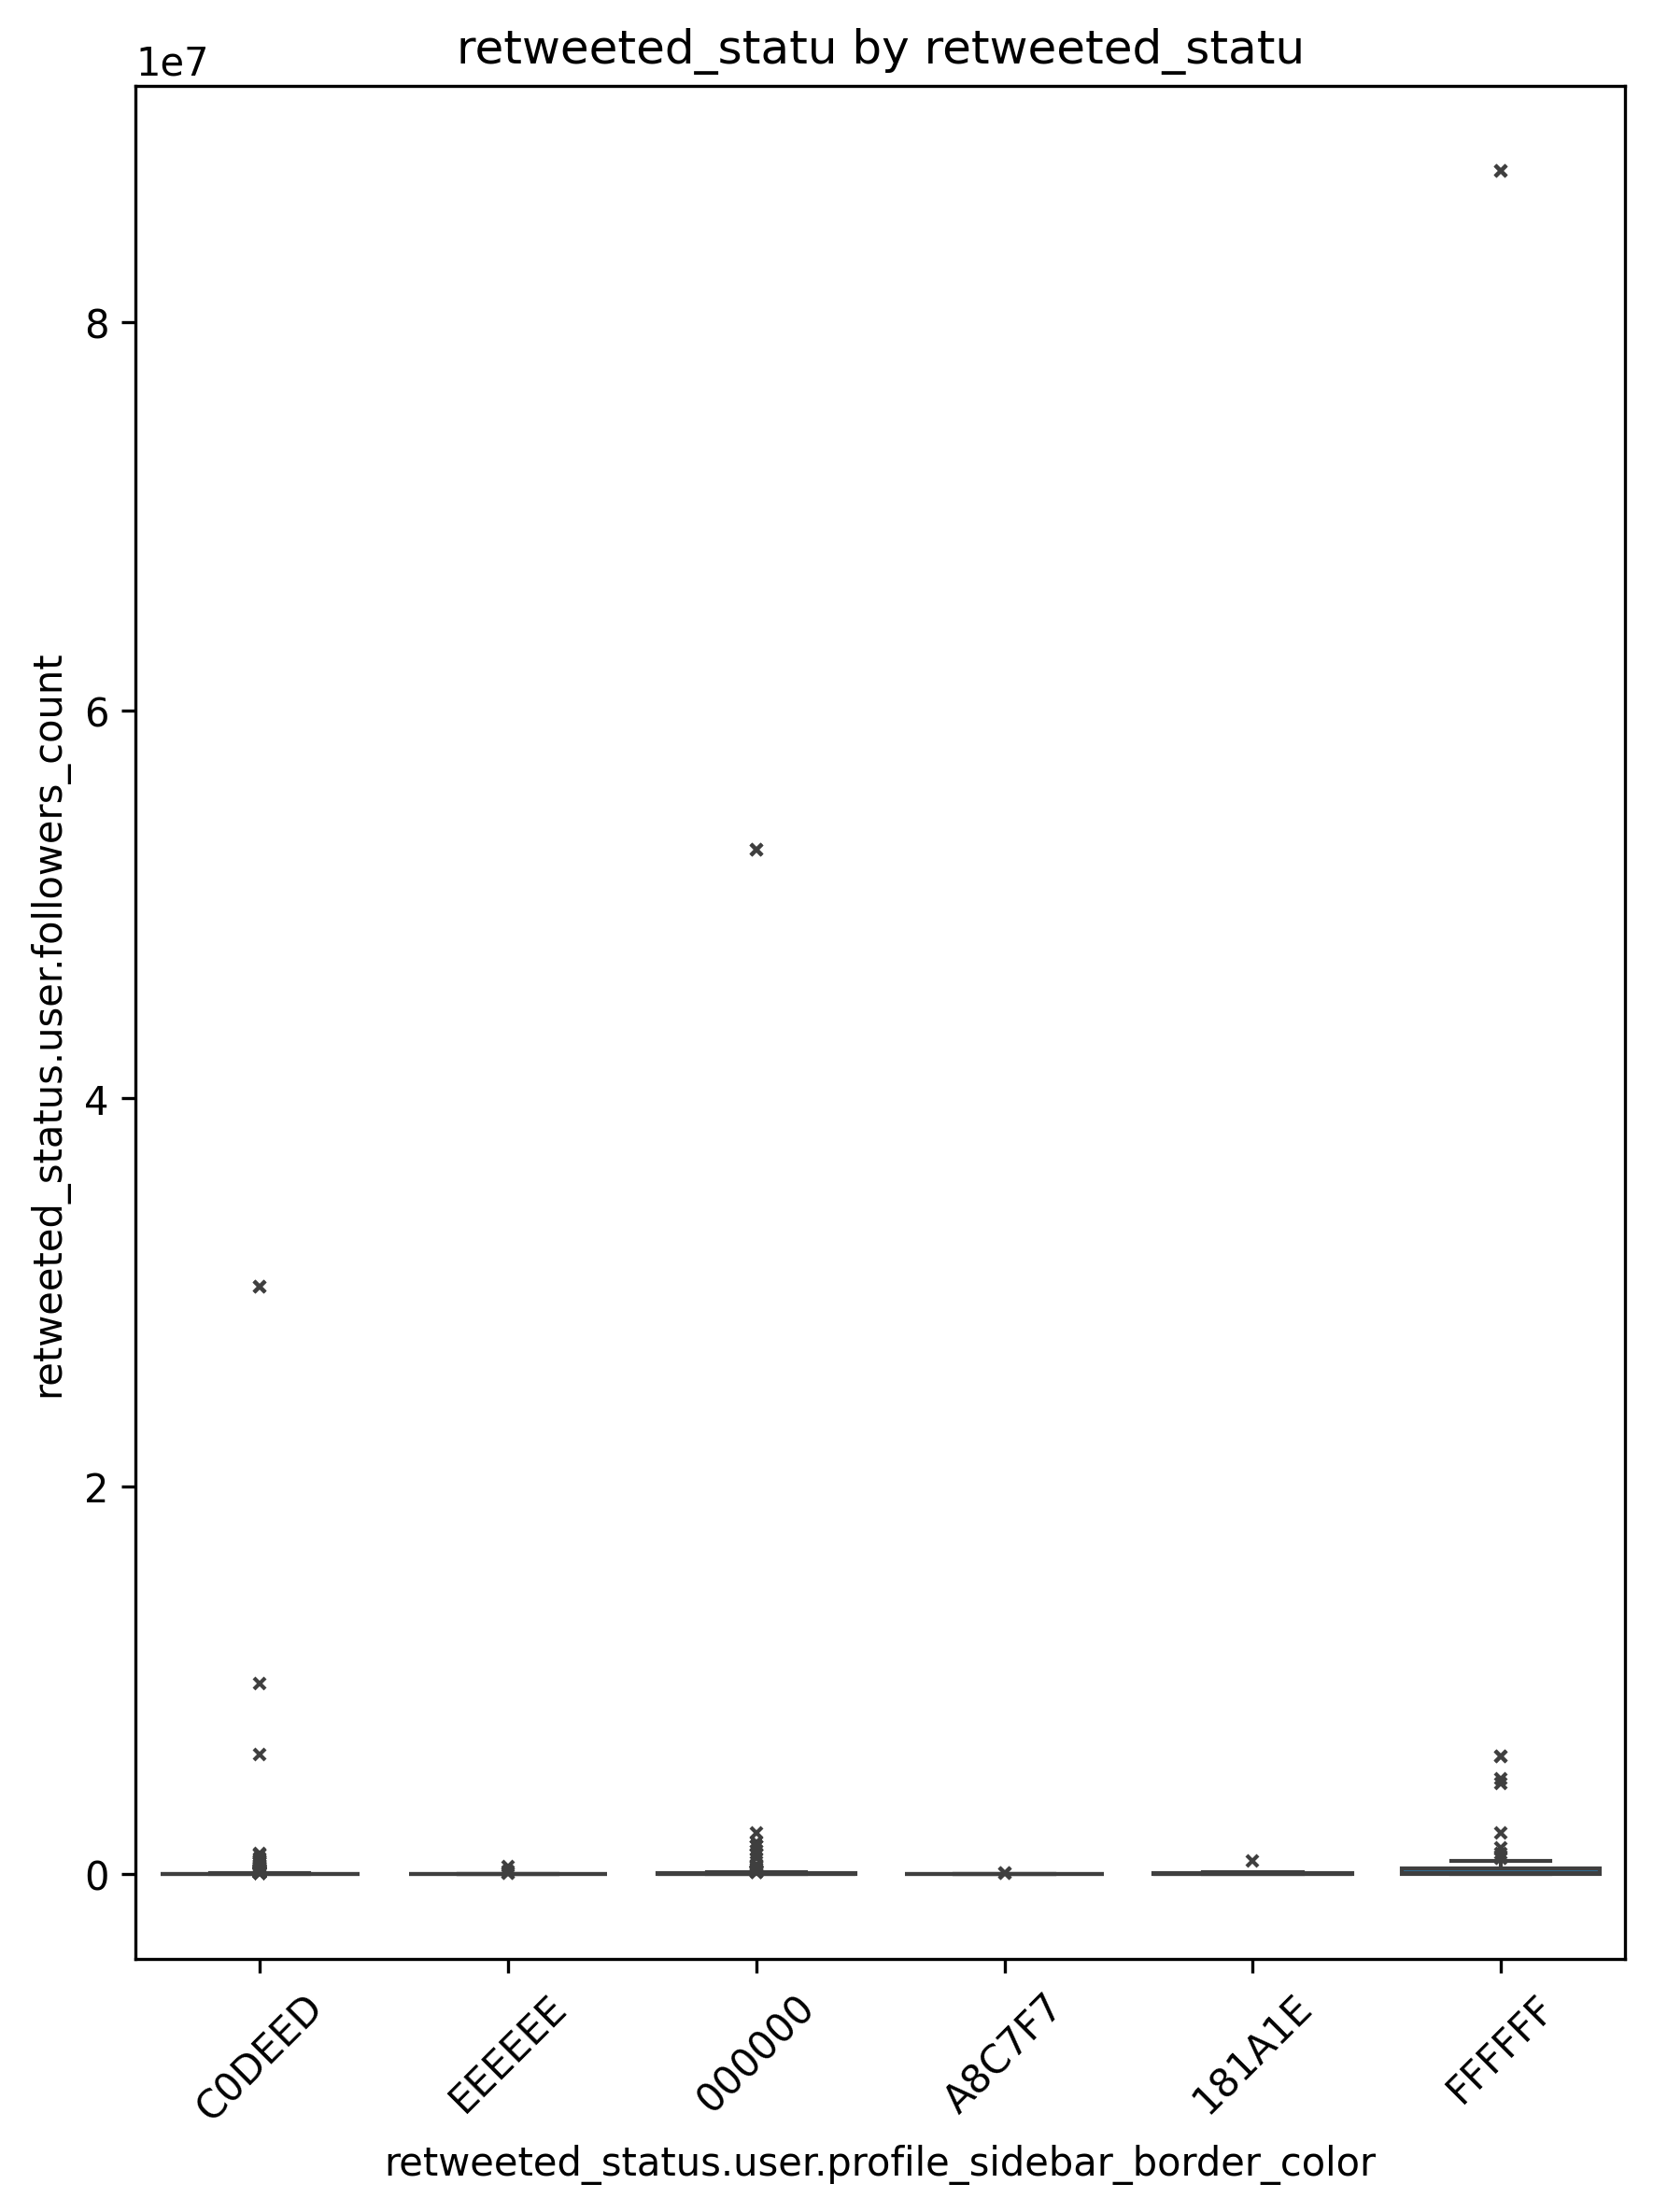 retweeted_statu by retweeted_statu
1e7
8
6
4
2
0
retweeted_status.user.followers_count
C0DEED
EEEEEE
000000
A8C7F7
181A1E
FFFFFF
retweeted_status.user.profile_sidebar_border_color